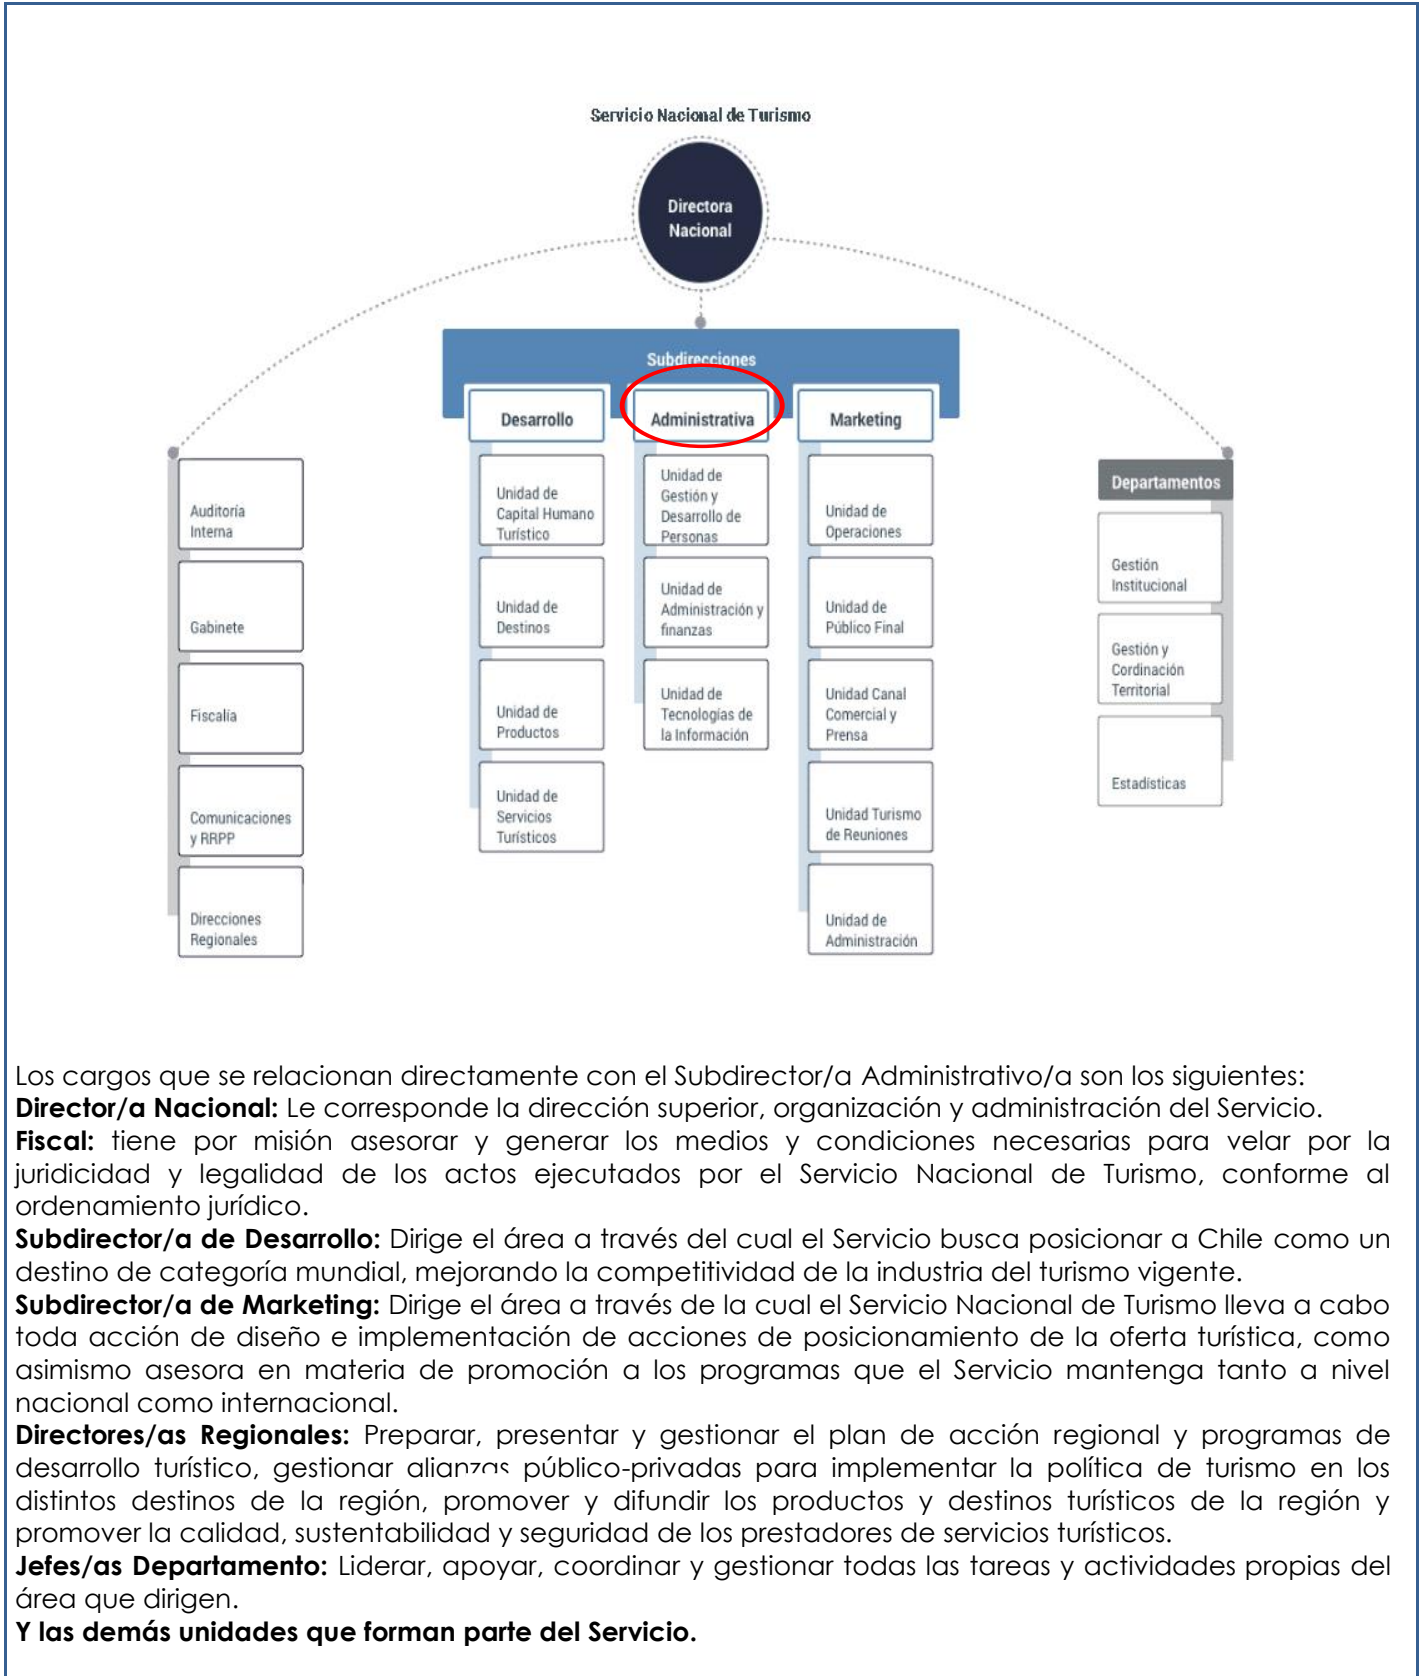 Servicio Nacional de Turismo
Directora
Nacional
Subdirecciones
Desarrollo
Administrativa
Marketing
Auditoría
Interna
Gabinete
Fiscalía
Comunicaciones
y RRPP
Direcciones
Regionales
Unidad de
Capital Humano
Turístico
Unidad de
Destinos
Unidad de
Productos
Unidad de
Servicios
Turísticos
Unidad de
Gestión y
Desarrollo de
Personas
Unidad de
Administración y
finanzas
Unidad de
Tecnologías de
la Información
Unidad de
Operaciones
Unidad de
Público Final
Unidad Canal
Comercial y
Prensa
Unidad Turismo
de Reuniones
Unidad de
Administración
Departamentos
Gestión
Institucional
Gestión y
Cordinación
Territorial
Estadísticas
Los cargos que se relacionan directamente con el Subdirector/a Administrativo/a son los siguientes:
Director/a Nacional: Le corresponde la dirección superior, organización y administración del Servicio.
Fiscal: tiene por misión asesorar y generar los medios y condiciones necesarias para velar por la
juridicidad y legalidad de los actos ejecutados por el Servicio Nacional de Turismo, conforme al
ordenamiento jurídico.
Subdirector/a de Desarrollo: Dirige el área a través del cual el Servicio busca posicionar a Chile como un
destino de categoría mundial, mejorando la competitividad de la industria del turismo vigente.
Subdirector/a de Marketing: Dirige el área a través de la cual el Servicio Nacional de Turismo lleva a cabo
toda acción de diseño e implementación de acciones de posicionamiento de la oferta turística, como
asimismo asesora en materia de promoción a los programas que el Servicio mantenga tanto a nivel
nacional como internacional.
Directores/as Regionales: Preparar, presentar y gestionar el plan de acción regional y programas de
desarrollo turístico, gestionar alianzas público-privadas para implementar la política de turismo en los
distintos destinos de la región, promover y difundir los productos y destinos turísticos de la región y
promover la calidad, sustentabilidad y seguridad de los prestadores de servicios turísticos.
Jefes/as Departamento: Liderar, apoyar, coordinar y gestionar todas las tareas y actividades propias del
área que dirigen.
Y las demás unidades que forman parte del Servicio.